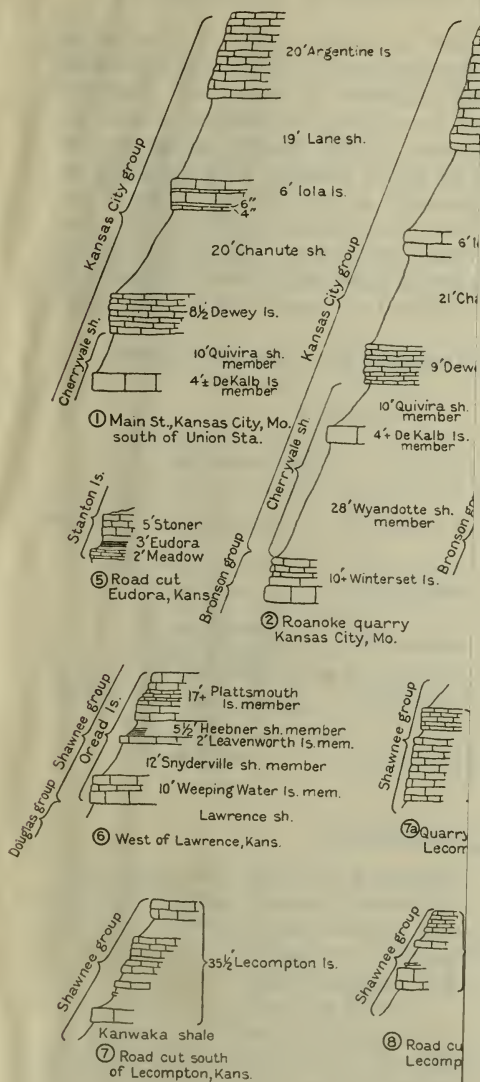 20' Argentine ls
19' Lane sh.
6' Iola ls.
6"
4"
20' Chanute sh.
8½' Dewey ls.
10' Quivira sh.
member
4'± DeKalb ls
member
Kansas City group
Cherryvale sh.
① Main St., Kansas City, Mo.
south of Union Sta.
6'
21'
9'
10' Quivira sh.
member
4'+ DeKalb ls.
member
28' Wyandotte sh.
member
10'+ Winterset ls.
Kansas City group
Cherryvale sh.
Bronson group
② Roanoke quarry
Kansas City, Mo.
Bronson
Stanton ls.
5' Stoner
3' Eudora
2' Meadow
⑤ Road cut
Eudora, Kans.
17'+ Plattsmouth
ls. member
5½' Heebner sh. member
2' Leavenworth ls. mem.
12' Snyderville sh. member
10' Weeping Water ls. mem.
Lawrence sh.
Shawnee group
Oread ls.
Douglas group
⑥ West of Lawrence, Kans.
Shawnee group
7a Quarry
Lecom
Shawnee group
35½' Lecompton ls.
Kanwaka shale
⑦ Road cut south
of Lecompton, Kans.
Shawnee group
⑧ Road cu
Lecomp